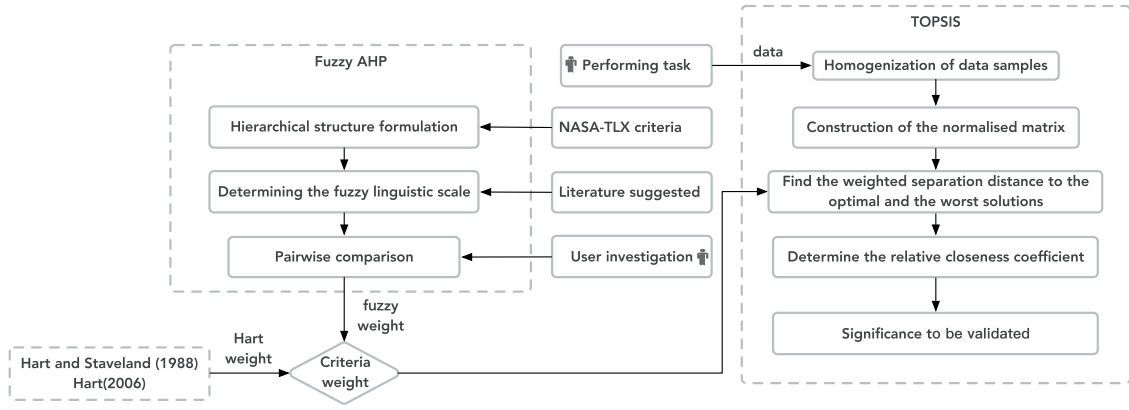 TOPSIS
Fuzzy AHP
Performing task
data
Homogenization of data samples
Hierarchical structure formulation
NASA-TLX criteria
Construction of the normalised matrix
Determining the fuzzy linguistic scale
Literature suggested
Find the weighted separation distance to the
optimal and the worst solutions
Pairwise comparison
User investigation
Determine the relative closeness coefficient
fuzzy
weight
Significance to be validated
Hart
weight
Hart and Staveland (1988)
Hart(2006)
Criteria
weight